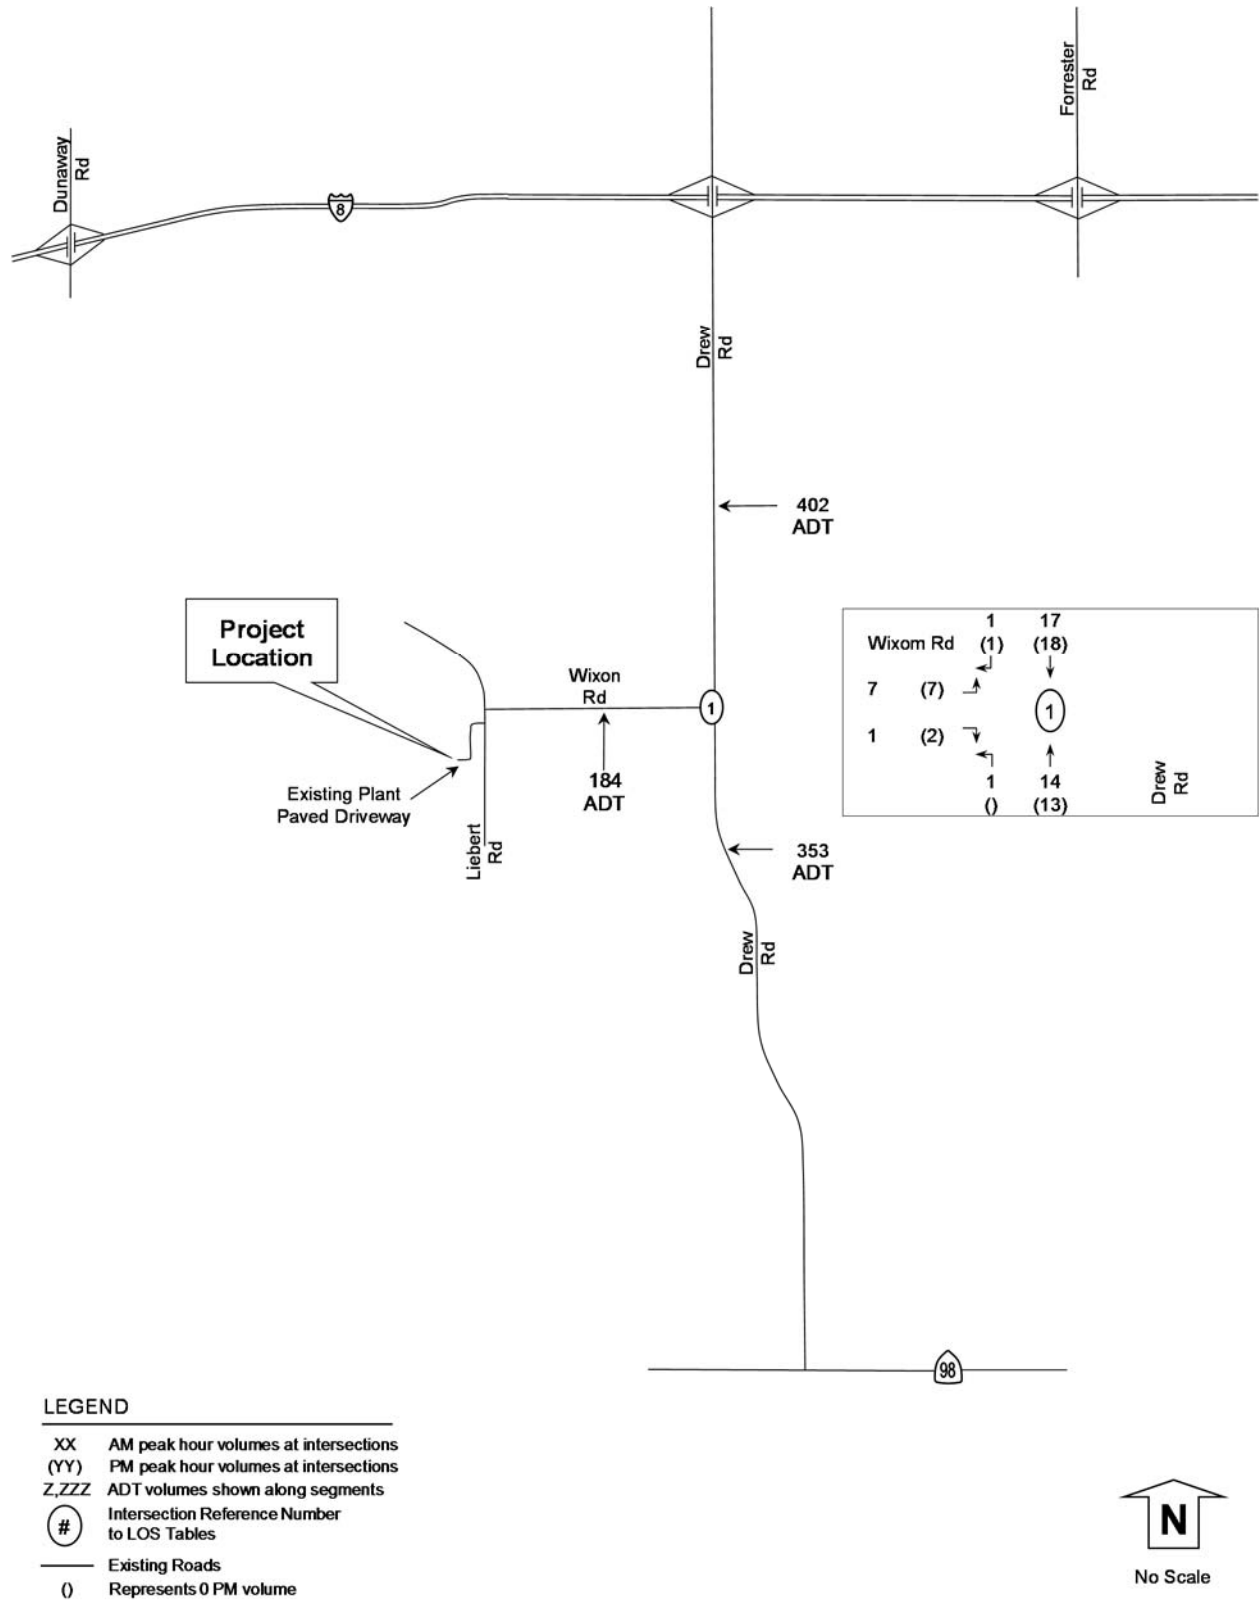 Dunaway
Rd
8
Forrester
Rd
Drew
Rd
402
ADT
Project
Location
Wixon
Rd
1
184
ADT
Existing Plant
Paved Driveway
Liebert
Rd
353
ADT
Drew
Rd
1 17
Wixom Rd (1) (18)
7 (7)
1
1 (2)
1 14
() (13)
Drew
Rd
98
LEGEND
XX AM peak hour volumes at intersections
(YY) PM peak hour volumes at intersections
Z,ZZZ ADT volumes shown along segments
# Intersection Reference Number
to LOS Tables
Existing Roads
() Represents 0 PM volume
N
No Scale